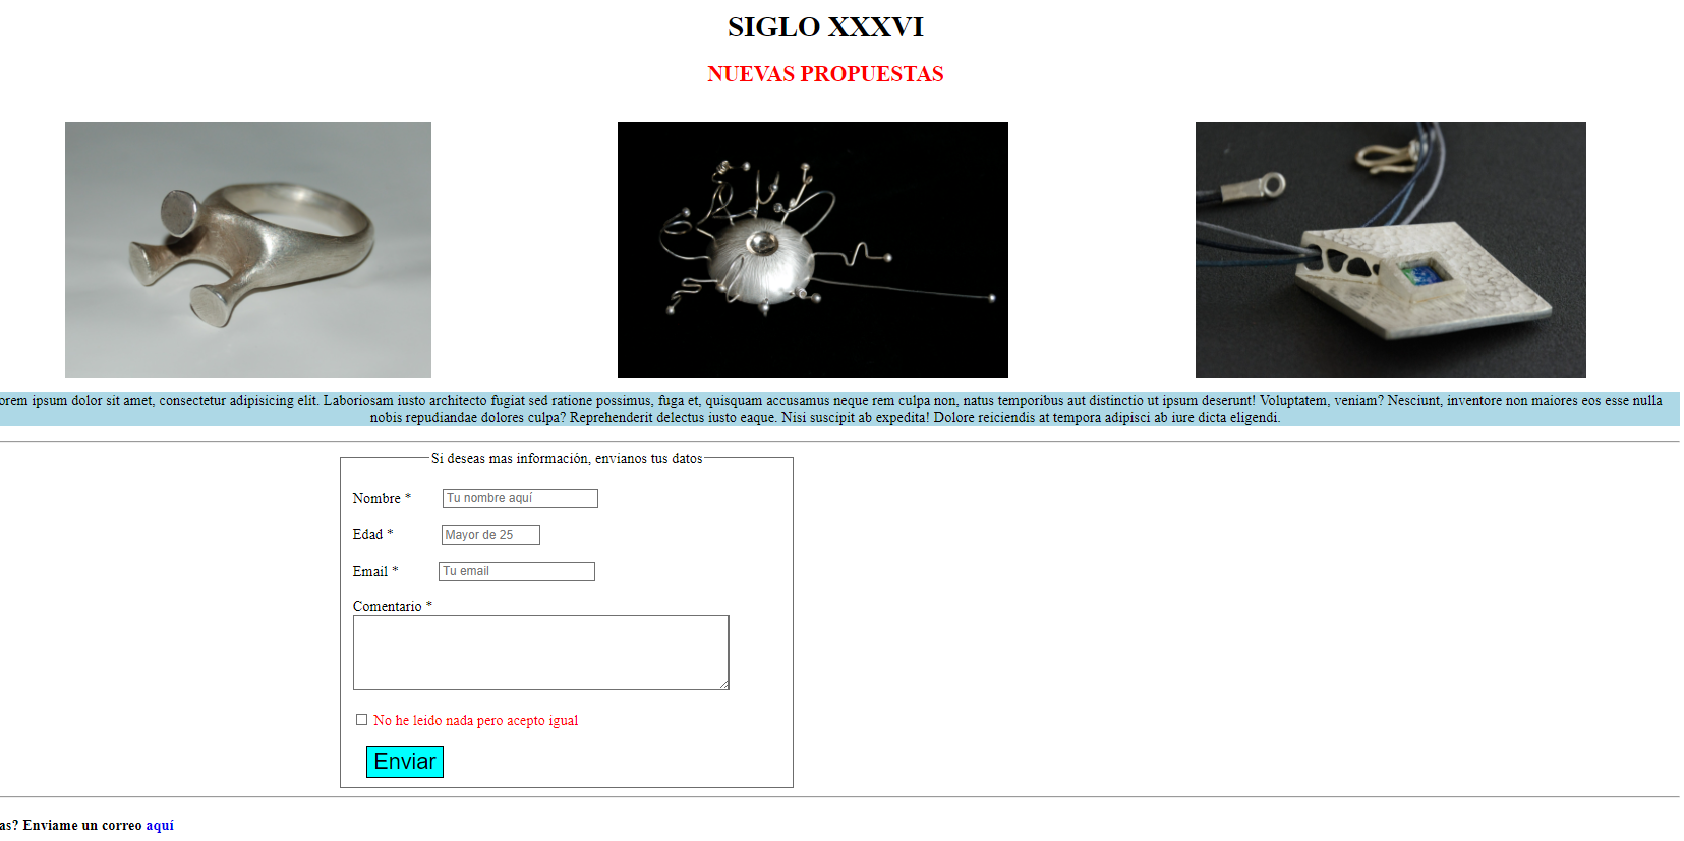 SIGLO XXXVI
NUEVAS PROPUESTAS
orem ipsum dolor sit amet, consectetur adipisicing elit. Laboriosam iusto architecto fugiat sed ratione possimus, fuga et, quisquam accusamus neque rem culpa non, natus temporibus aut distinctio ut ipsum deserunt! Voluptatem, veniam? Nesciunt, inventore non maiores eos esse nulla
nobis repudiandae dolores culpa? Reprehenderit delectus iusto eaque. Nisi suscipit ab expedita! Dolore reiciendis at tempora adipisci ab iure dicta eligendi.
Si deseas mas información, envianos tus datos
Nombre * Tu nombre aquí
Edad * Mayor de 25
Email * Tu email
Comentario *
No he leido nada pero acepto igual
Enviar
as? Enviame un correo aquí